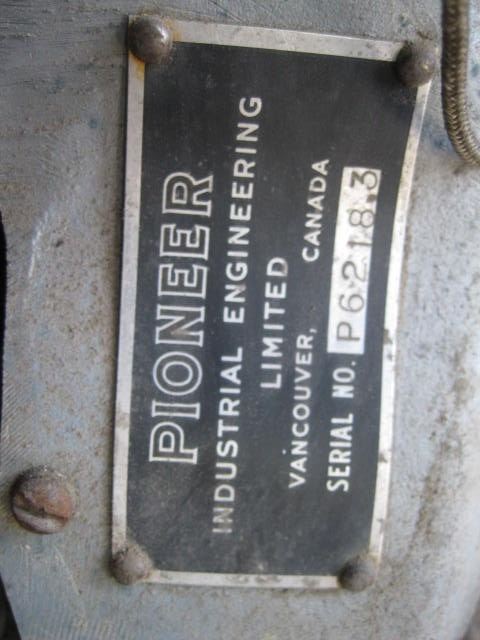 PIONEER
INDUSTRIAL ENGINEERING
LIMITED
VANCOUVER, CANADA
SERIAL NO. P62183